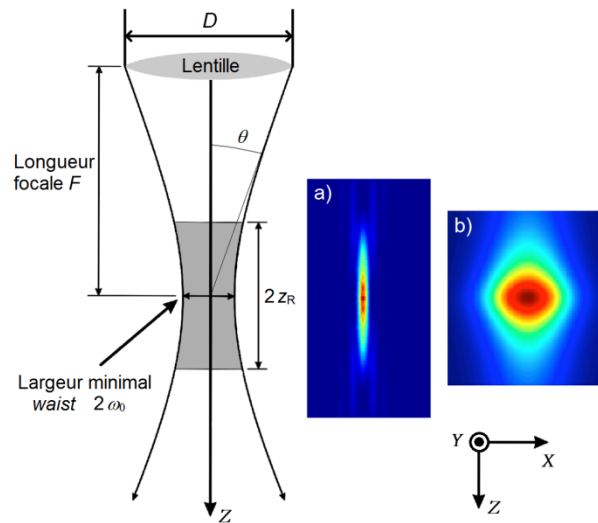 D
Lentille
θ
Longueur
focale F
a)
b)
2 zR
Largeur minimal
waist 2 ω0
Z
Y
X
Z